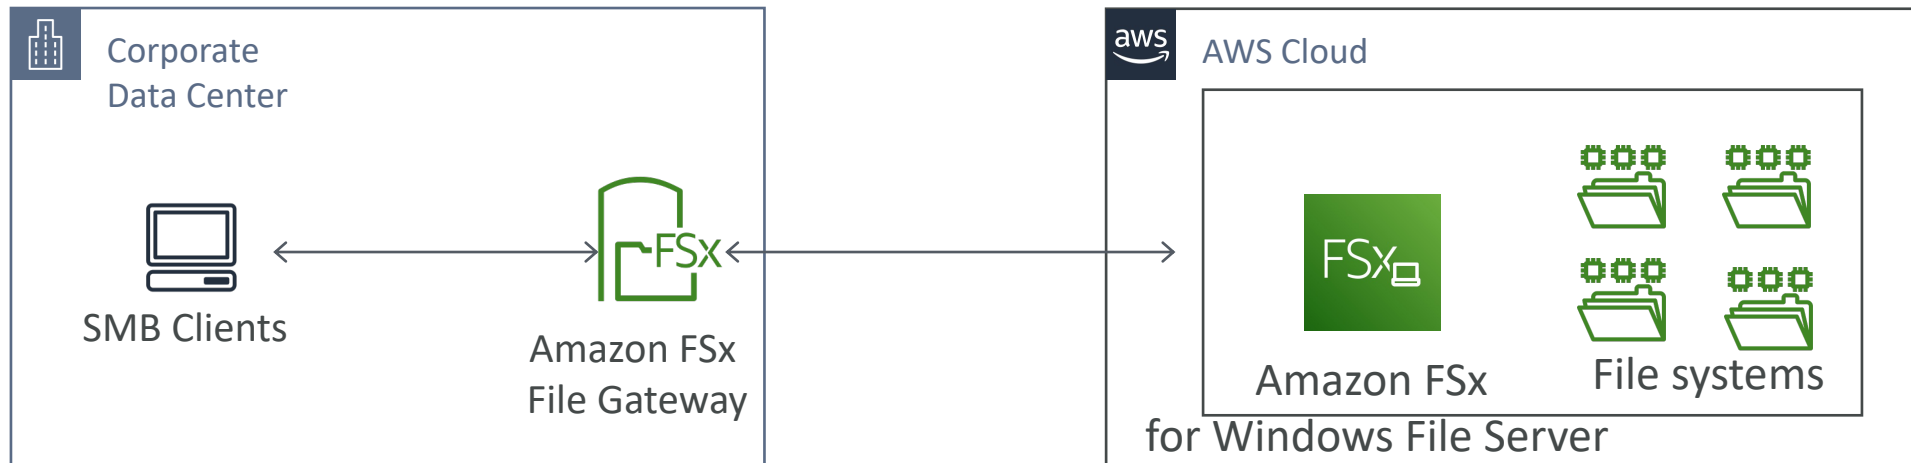 Corporate
Data Center
SMB Clients
FSx
Amazon FSx
File Gateway
aws
AWS Cloud
FSx
Amazon FSx
for Windows File Server
File systems